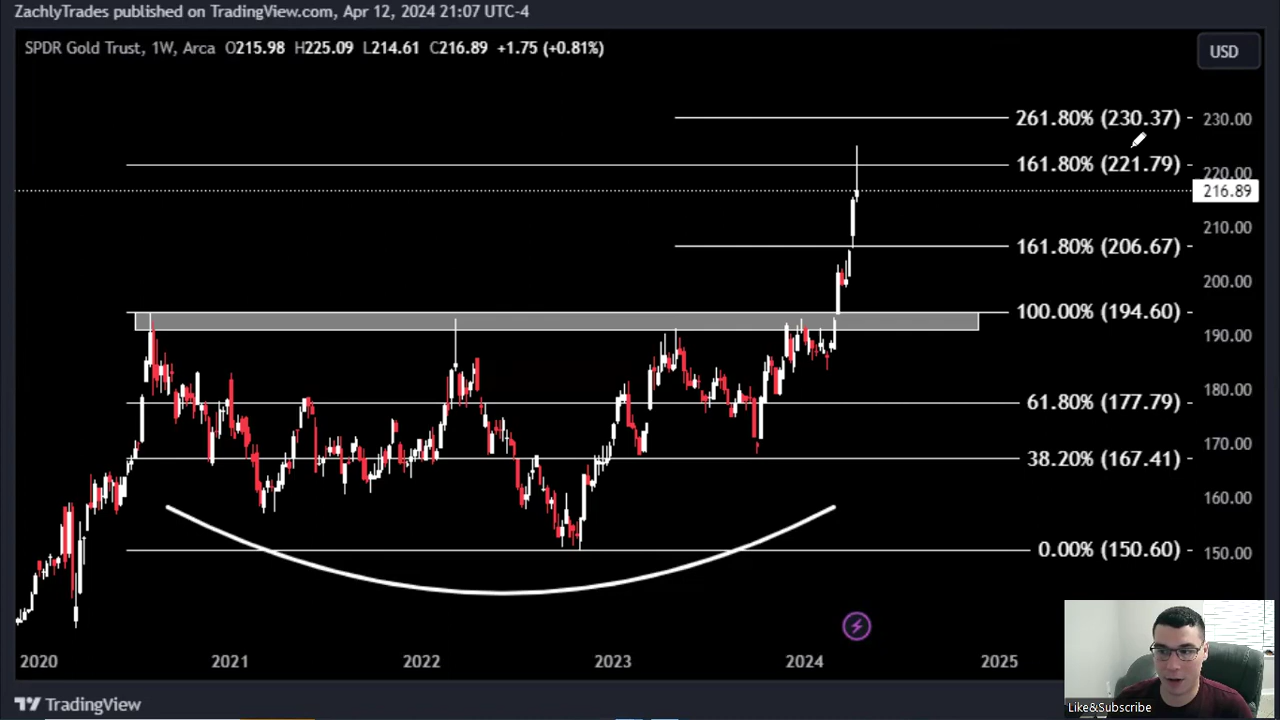 ZachlyTrades published on TradingView.com, Apr 12, 2024 21:07 UTC-4
SPDR Gold Trust, 1W, Arca O215.98 H225.09 L214.61 C216.89 +1.75 (+0.81%)
USD
261.80% (230.37)
230.00
161.80% (221.79)
220.00
216.89
210.00
161.80% (206.67)
200.00
100.00% (194.60)
190.00
180.00
61.80% (177.79)
170.00
38.20% (167.41)
160.00
0.00% (150.60)
150.00
2020 2021 2022 2023 2024 2025
TradingView
Like&Subscribe